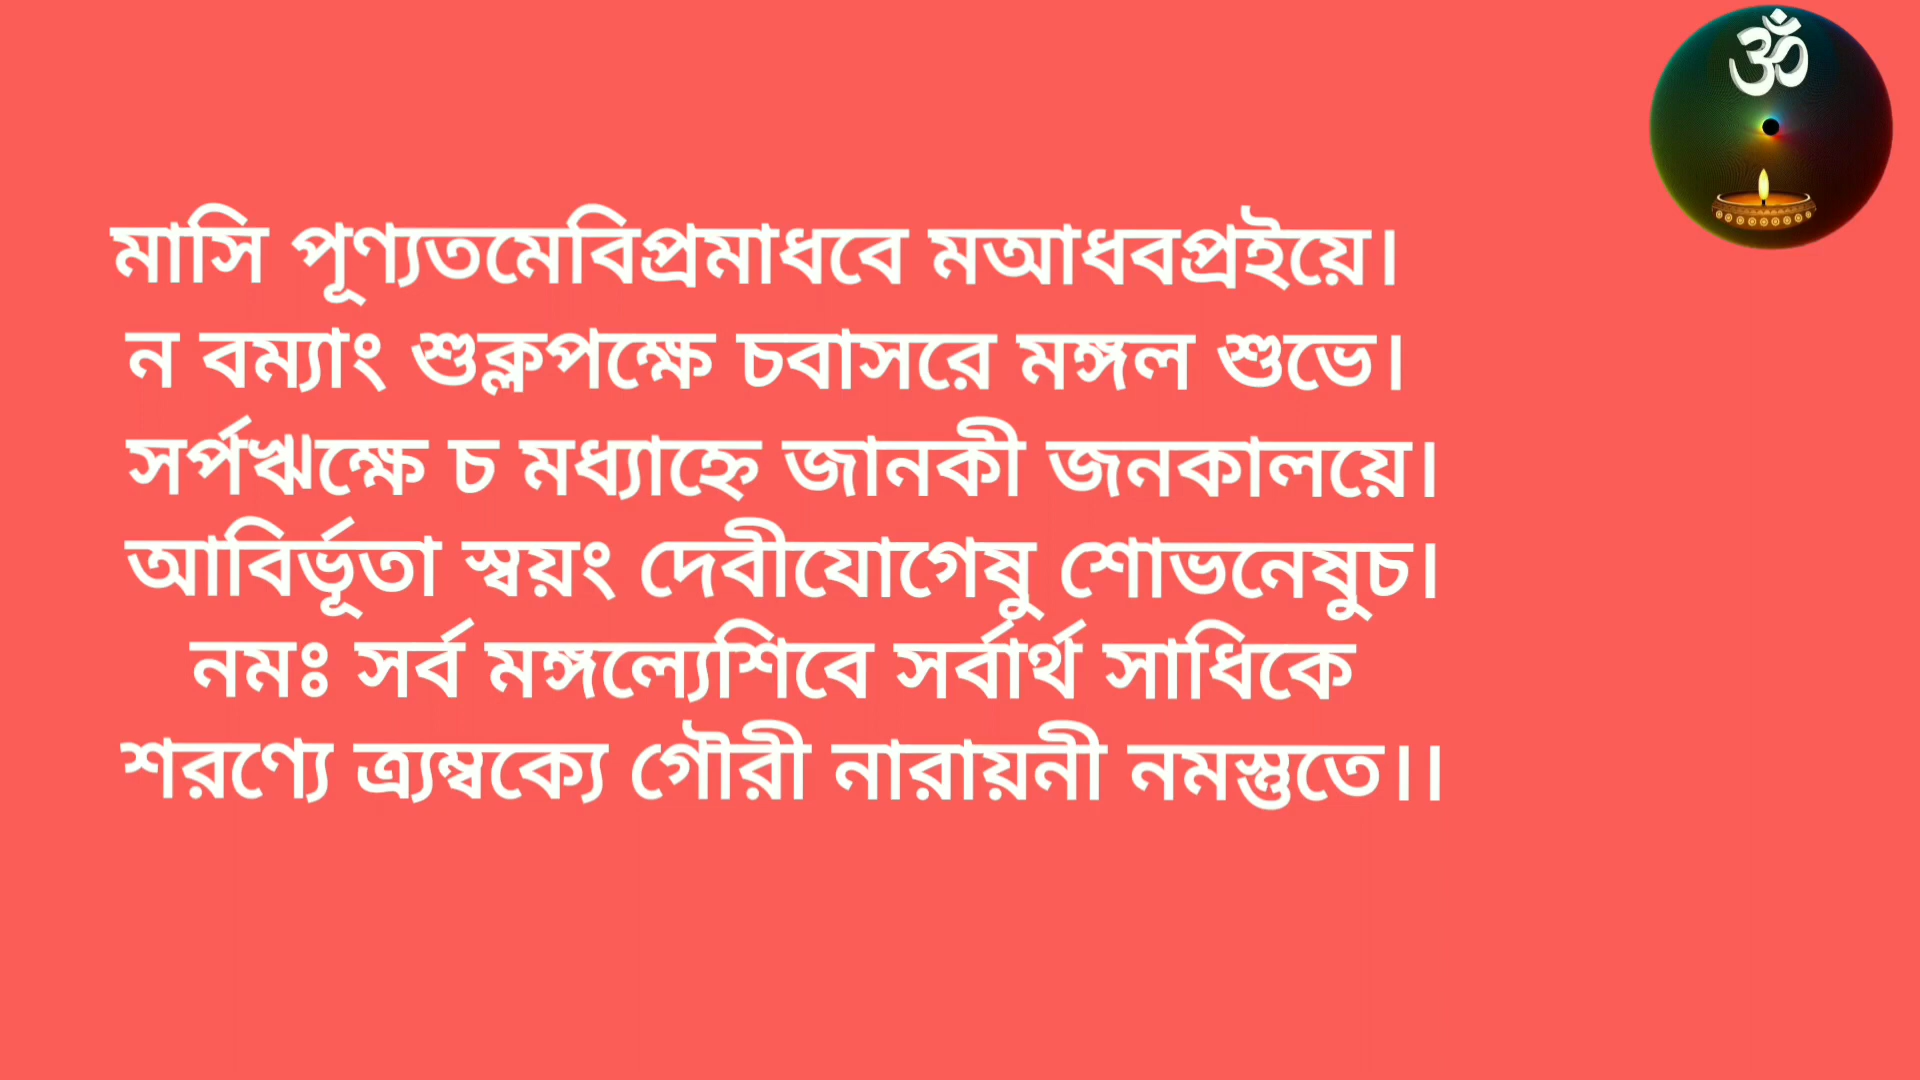 ॐ
মাসি পূণ্যতমেবিপ্রমাধবে মআধবপ্রইয়ে।
ন বম্যাং শুক্লপক্ষে চবাসরে মঙ্গল শুভে।
সর্পঋক্ষে চ মধ্যাহ্নে জানকী জনকালয়ে।
আবির্ভূতা স্বয়ং দেবীযোগেষু শোভনেষুচ।
নমঃ সর্ব মঙ্গল্যেশিবে সর্বার্থ সাধিকে
শরণ্যে ত্র্যম্বক্যে গৌরী নারায়নী নমস্তুতে।।